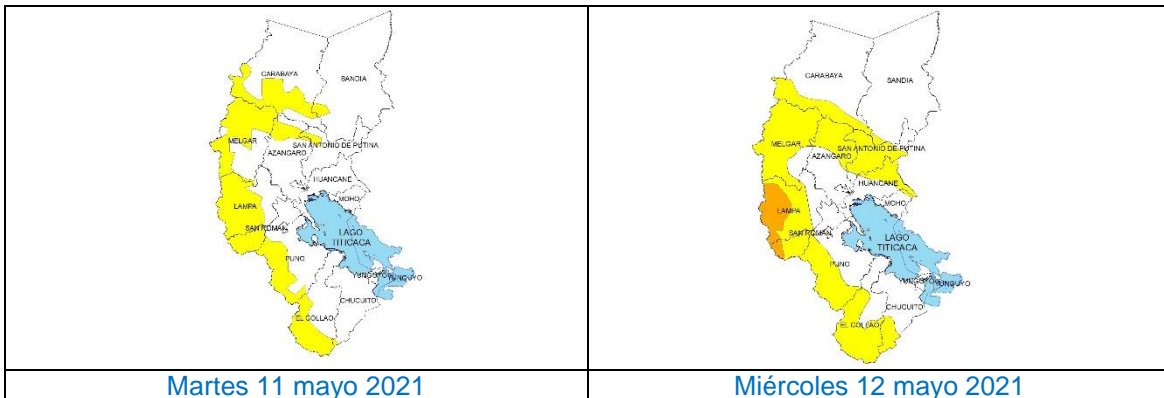 CARABAYA
SANDIA
MELGAR
SAN ANTONIO DE PUTINA
AZANGARO
HUANCANE
MOHO
LAMPA
SAN ROMAN
LAGO
TITICACA
PUNO
YUNGUYO
CHUCUITO
EL COLLAO
Martes 11 mayo 2021
CARABAYA
SANDIA
MELGAR
SAN ANTONIO DE PUTINA
AZANGARO
HUANCANE
MOHO
LAMPA
SAN ROMAN
LAGO
TITICACA
PUNO
YUNGUYO
CHUCUITO
EL COLLAO
Miércoles 12 mayo 2021